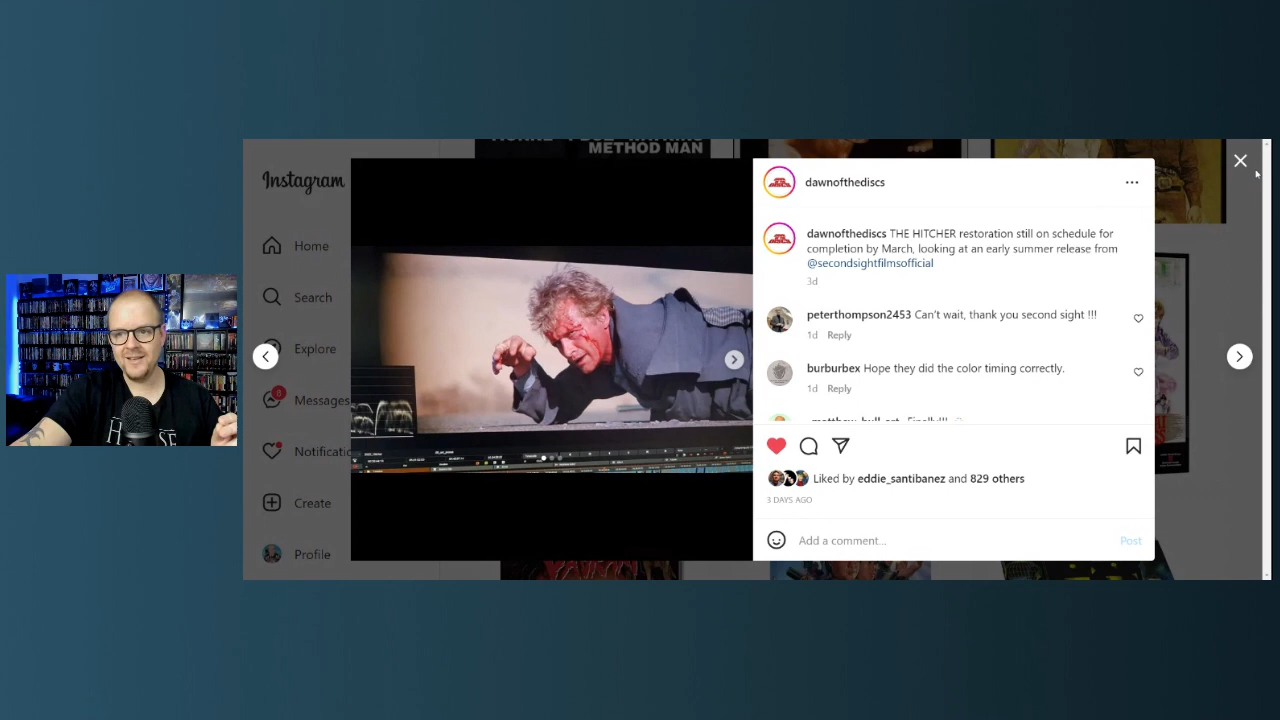 METHOD MAN
Instagram
Home
Search
Explore
8
Messages
Notificatio
Create
Profile
dawnofthediscs
dawnofthediscs THE HITCHER restoration still on schedule for
completion by March, looking at an early summer release from
@secondsightfilmsofficial
3d
peterthompson2453 Can't wait, thank you second sight !!!
1d Reply
burburbex Hope they did the color timing correctly.
1d Reply
Liked by eddie_santibanez and 829 others
3 DAYS AGO
Add a comment...
Post